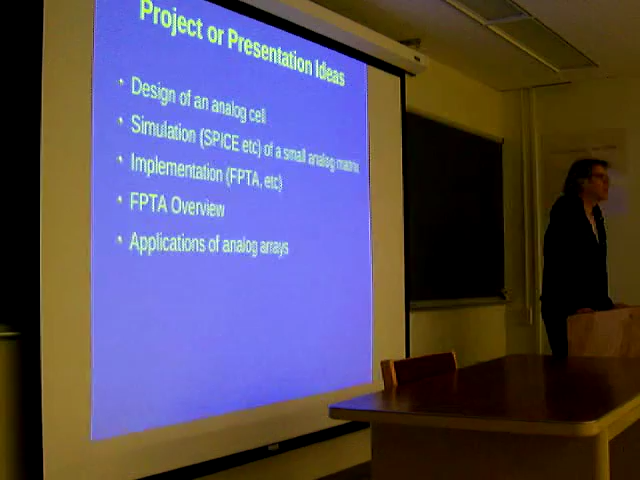 Project or Presentation Ideas
• Design of an analog cell
• Simulation (SPICE etc) of a small analog matrix
• Implementation (FPTA, etc)
• FPTA Overview
• Applications of analog arrays